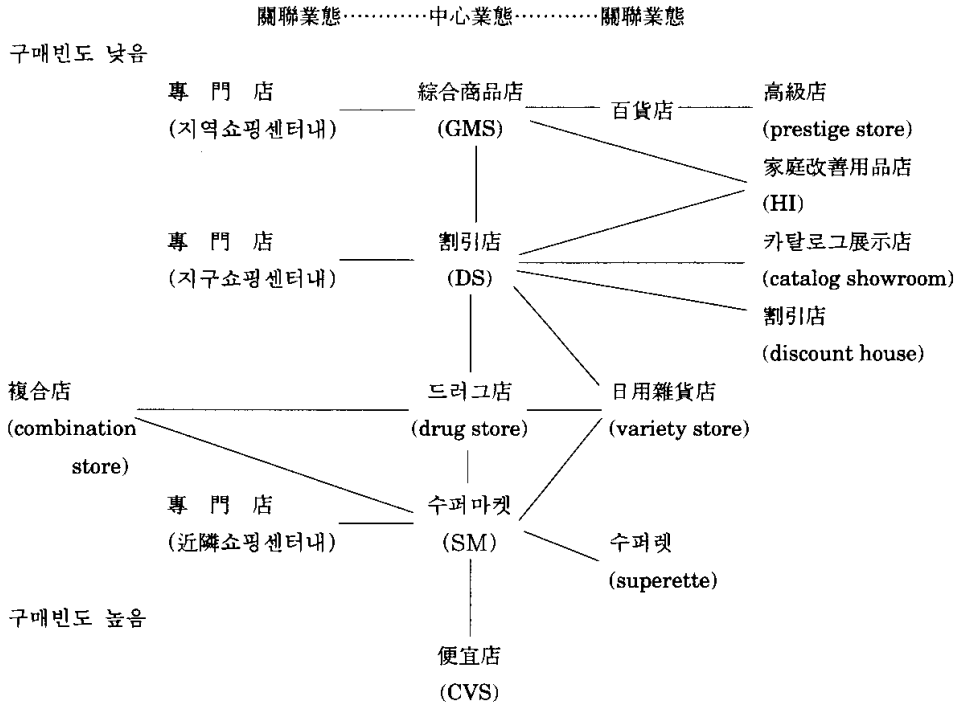 關聯業態············中心業態············關聯業態
구매빈도 낮음
專 門 店
(지역쇼핑센터내)
綜合商品店
(GMS)
百貨店
高級店
(prestige store)
家庭改善用品店
(HI)
專 門 店
(지구쇼핑센터내)
割引店
(DS)
카탈로그展示店
(catalog showroom)
割引店
(discount house)
複合店
(combination
store)
드러그店
(drug store)
日用雜貨店
(variety store)
專 門 店
(近隣쇼핑센터내)
수퍼마켓
(SM)
수퍼렛
(superette)
구매빈도 높음
便宜店
(CVS)